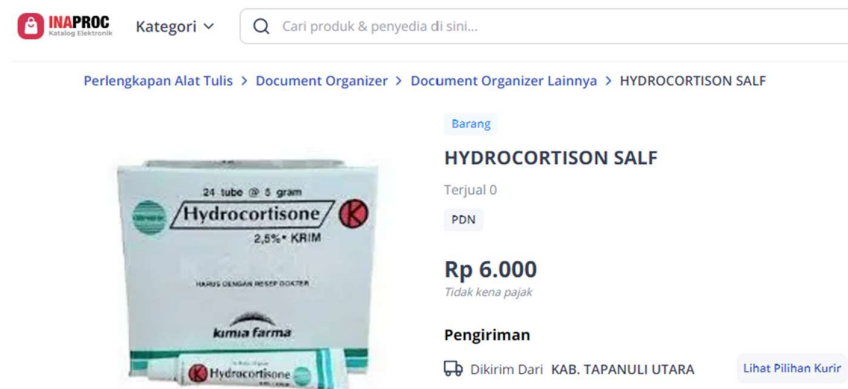 INAPROC
Katalog Elektronik
Kategori
Cari produk & penyedia di sini...
Perlengkapan Alat Tulis > Document Organizer > Document Organizer Lainnya > HYDROCORTISON SALF
Barang
HYDROCORTISON SALF
Terjual 0
PDN
Rp 6.000
Tidak kena pajak
Pengiriman
Dikirim Dari KAB. TAPANULI UTARA
Lihat Pilihan Kurir
24 tube @ 5 gram
Hydrocortisone
K
2,5% KRIM
HARUS DENGAN RESEP DOKTER
kimia farma
K
Hydrocortisone